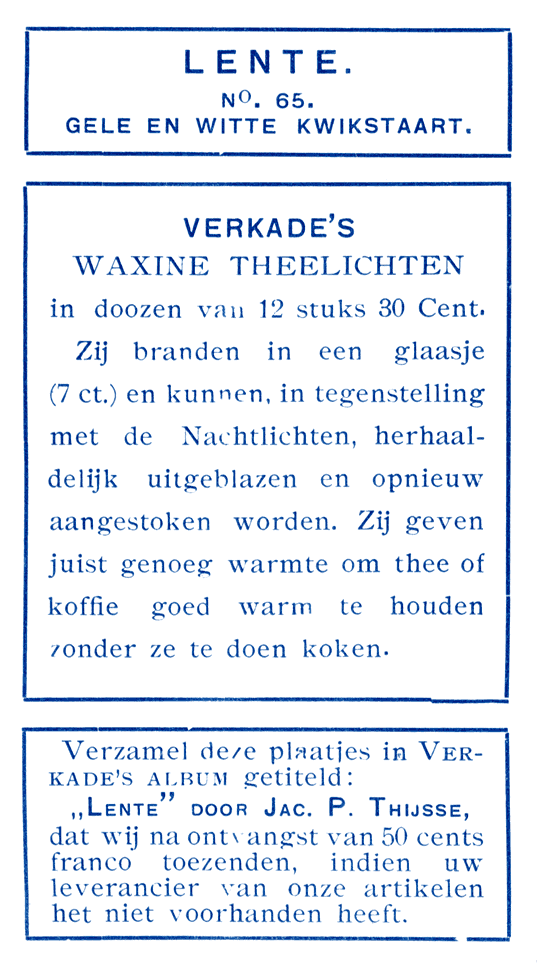 LENTE.
No. 65.
GELE EN WITTE KWIKSTAART.
VERKADE'S
WAXINE THEELICHTEN
in doozen van 12 stuks 30 Cent.
Zij branden in een glaasje
(7 ct.) en kunnen, in tegenstelling
met de Nachtlichten, herhaal-
delijk uitgeblazen en opnieuw
aangestoken worden. Zij geven
juist genoeg warmte om thee of
koffie goed warm te houden
zonder ze te doen koken.
Verzamel deze plaatjes in VER-
KADE'S ALBUM getiteld:
„LENTE” DOOR JAC. P. THIJSSE,
dat wij na ontvangst van 50 cents
franco toezenden, indien uw
leverancier van onze artikelen
het niet voorhanden heeft.